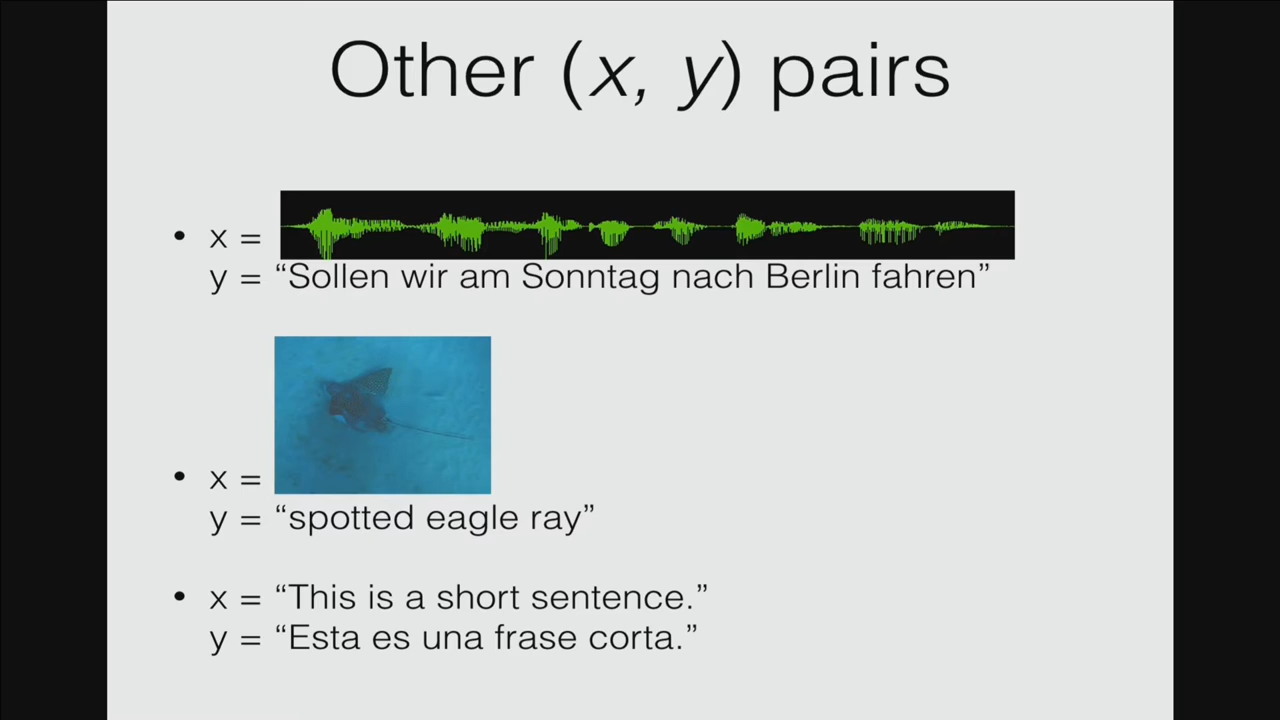 Other (x, y) pairs
• x =
y = “Sollen wir am Sonntag nach Berlin fahren”
• x =
y = “spotted eagle ray”
• x = “This is a short sentence.”
y = “Esta es una frase corta.”